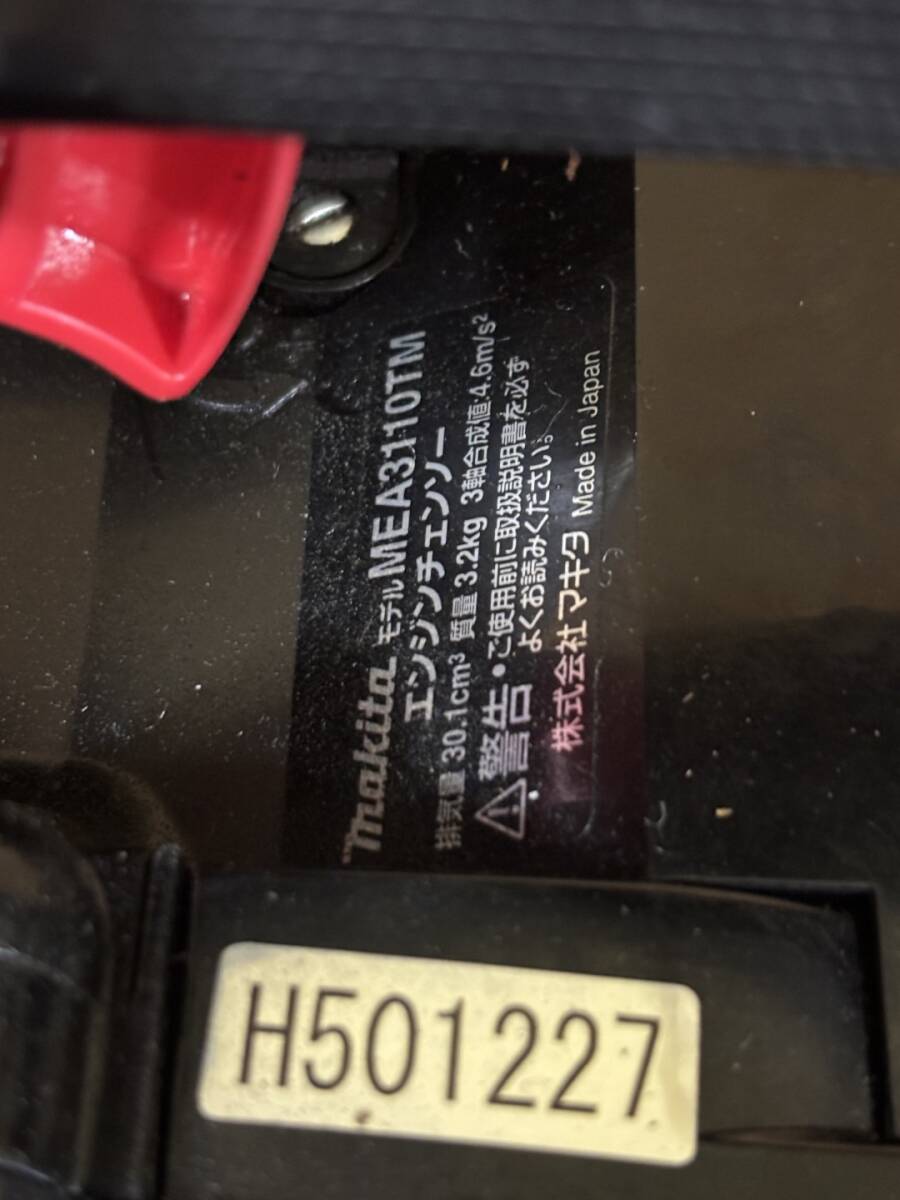 makita モデル MEA3110TM
エンジンチェンソー
排気量 30.1cm³ 質量 3.2kg 3軸合成値:4.6m/s²
⚠警告・ご使用前に取扱説明書を必ず
よくお読みください。
株式会社マキタ Made in Japan
H501227